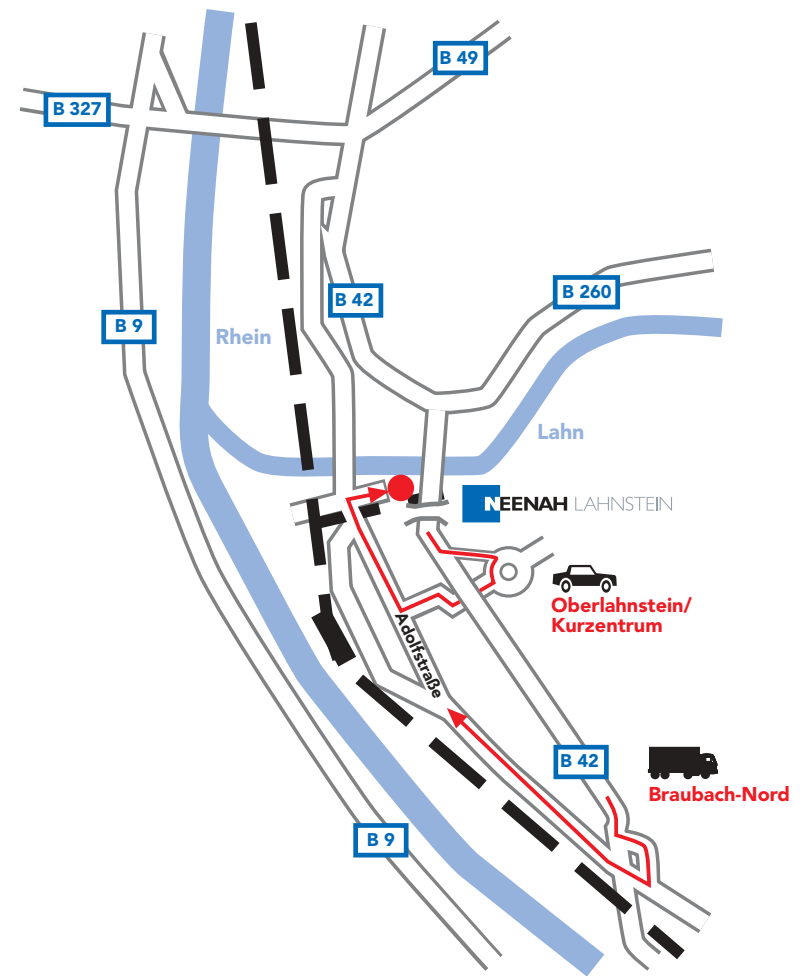 B 49
B 327
B 260
B 42
B 9
Rhein
Lahn
NEENAH LAHNSTEIN
Oberlahnstein/
Kurzentrum
Adolfstraße
B 42
Braubach-Nord
B 9